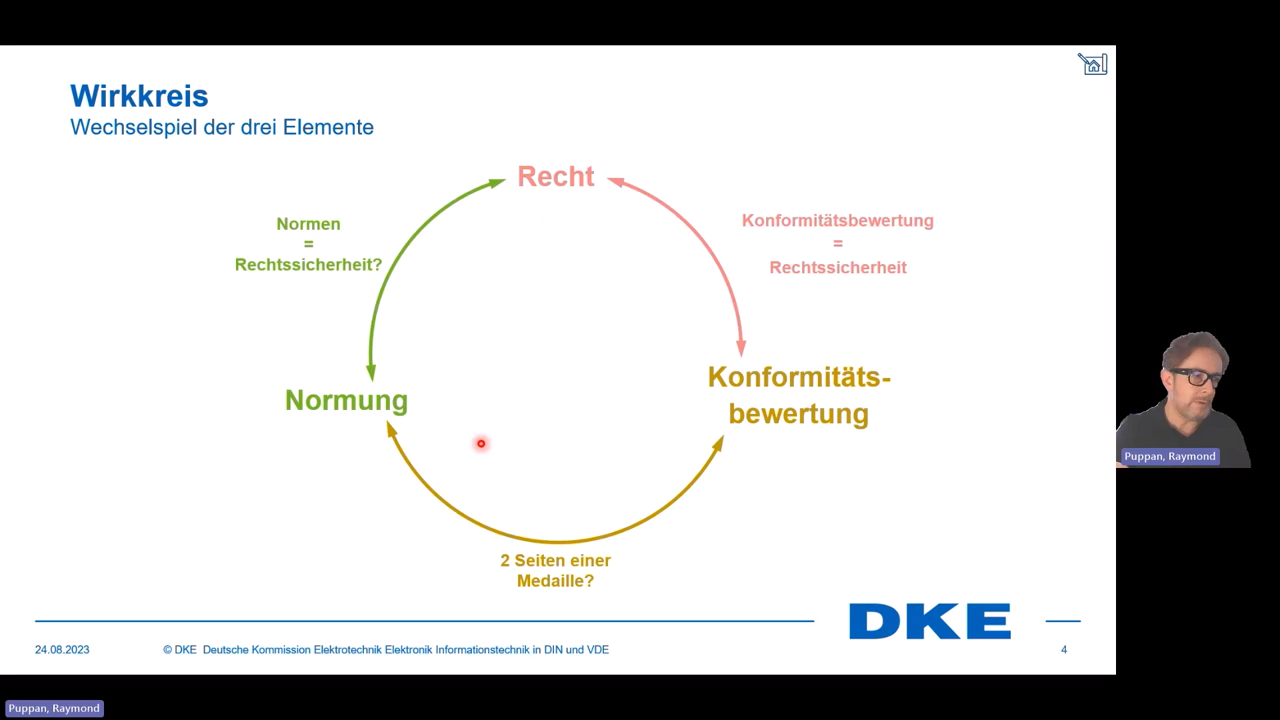 Wirkkreis
Wechselspiel der drei Elemente
Recht
Normen
=
Rechtssicherheit?
Konformitätsbewertung
=
Rechtssicherheit
Normung
Konformitäts-
bewertung
2 Seiten einer
Medaille?
DKE
24.08.2023
© DKE Deutsche Kommission Elektrotechnik Elektronik Informationstechnik in DIN und VDE
4
Puppan, Raymond
Puppan, Raymond